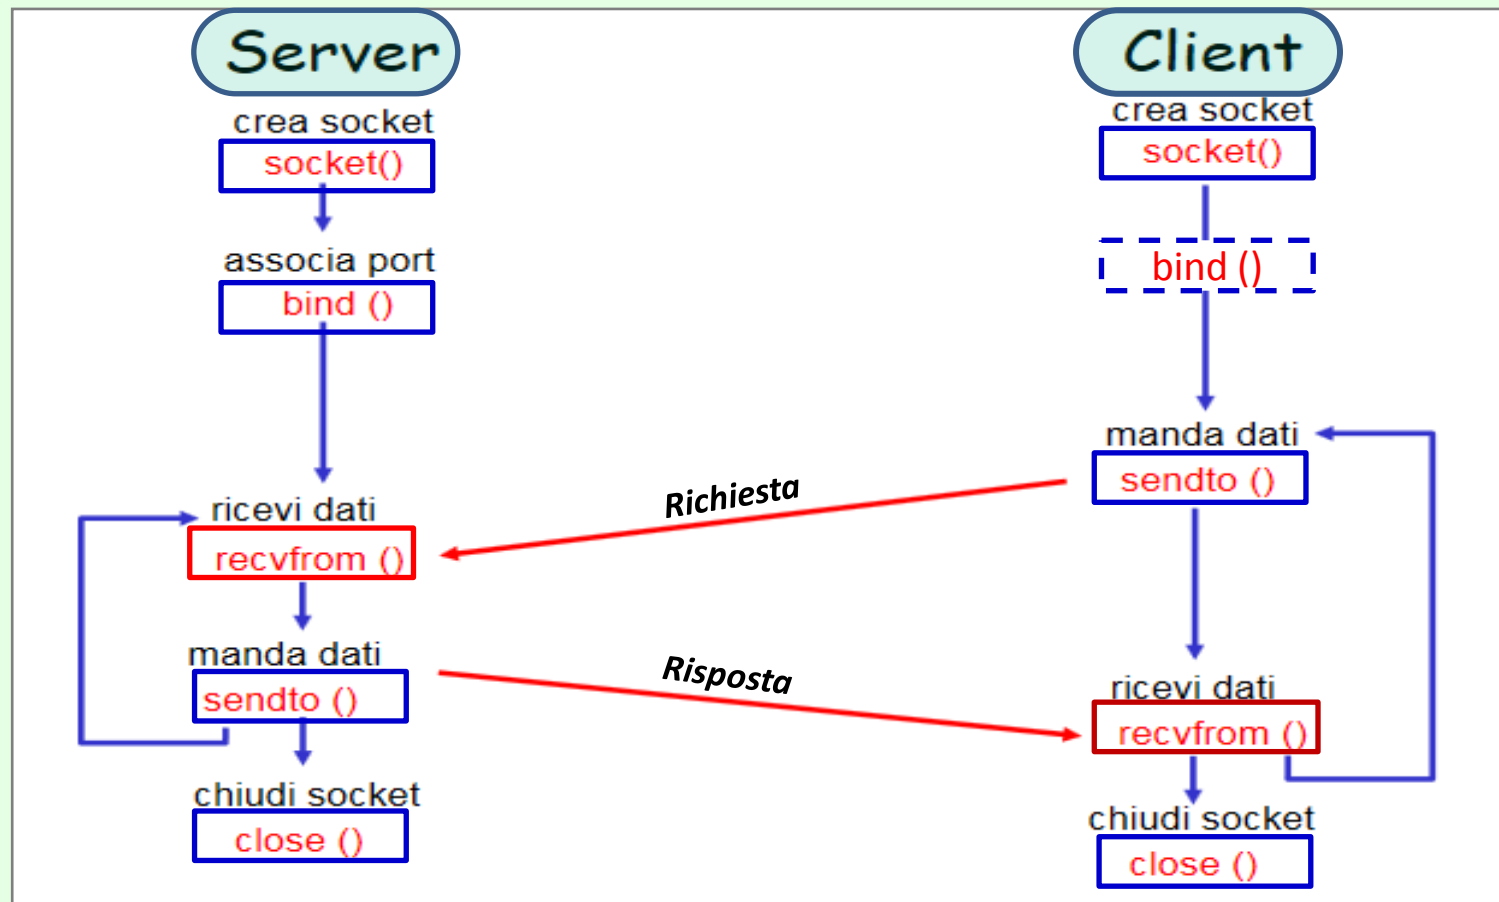 Server
crea socket
socket()
associa port
bind ()
ricevi dati
recvfrom ()
manda dati
sendto ()
chiudi socket
close ()
Richiesta
Risposta
Client
crea socket
socket()
bind ()
manda dati
sendto ()
ricevi dati
recvfrom ()
chiudi socket
close ()